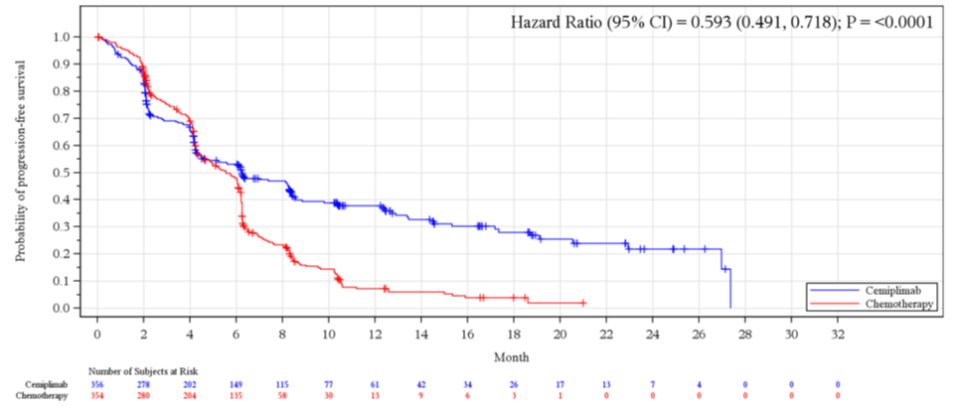 Hazard Ratio (95% CI) = 0.593 (0.491, 0.718); P = <0.0001
Probability of progression-free survival
1.0
0.9
0.8
0.7
0.6
0.5
0.4
0.3
0.2
0.1
0.0
Cemiplimab
Chemotherapy
0 2 4 6 8 10 12 14 16 18 20 22 24 26 28 30 32
Month
Number of Subjects at Risk
Cemiplimab 356 278 202 149 115 77 61 42 34 26 17 13 7 4 0 0 0
Chemotherapy 354 280 204 135 58 30 13 9 6 3 1 0 0 0 0 0 0